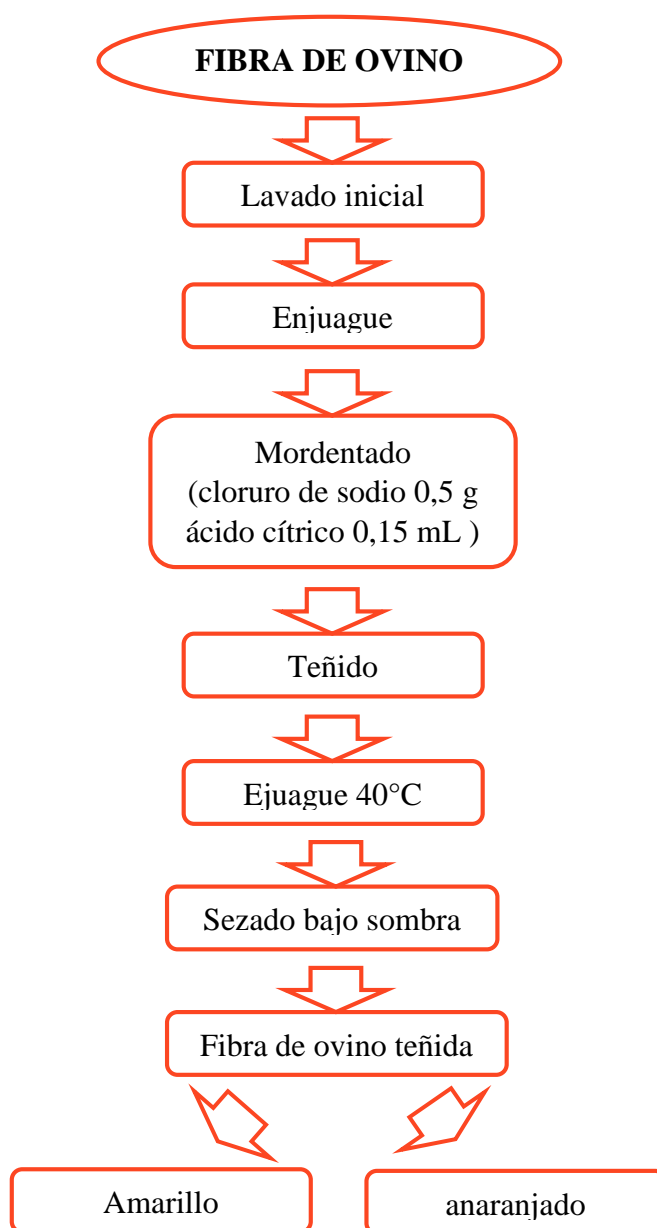 FIBRA DE OVINO
Lavado inicial
Enjuague
Mordentado
(cloruro de sodio 0,5 g
ácido cítrico 0,15 mL )
Teñido
Ejuague 40°C
Sezado bajo sombra
Fibra de ovino teñida
Amarillo
anaranjado